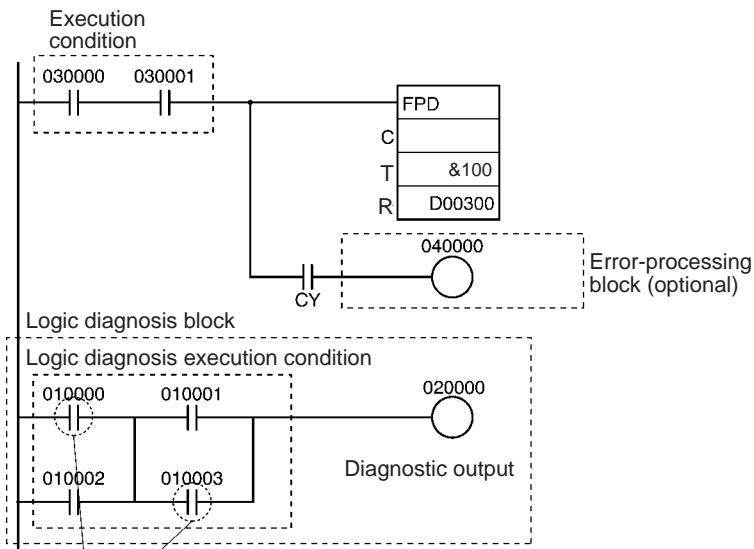 Execution
condition
030000 030001
FPD
C
T &100
R D00300
040000
CY
Error-processing
block (optional)
Logic diagnosis block
Logic diagnosis execution condition
010000 010001
020000
010002 010003
Diagnostic output